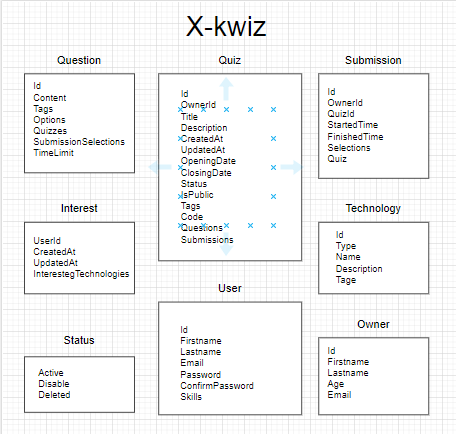 X-kwiz
Question
Id
Content
Tags
Options
Quizzes
SubmissionSelections
TimeLimit
Quiz
Id
OwnerId
Title
Description
CreatedAt
UpdatedAt
OpeningDate
ClosingDate
Status
IsPublic
Tags
Code
Questions
Submissions
Submission
Id
OwnerId
QuizId
StartedTime
FinishedTime
Selections
Quiz
Interest
UserId
CreatedAt
UpdatedAt
InterestegTechnologies
Technology
Id
Type
Name
Description
Tage
Status
Active
Disable
Deleted
User
Id
Firstname
Lastname
Email
Password
ConfirmPassword
Skills
Owner
Id
Firstname
Lastname
Age
Email